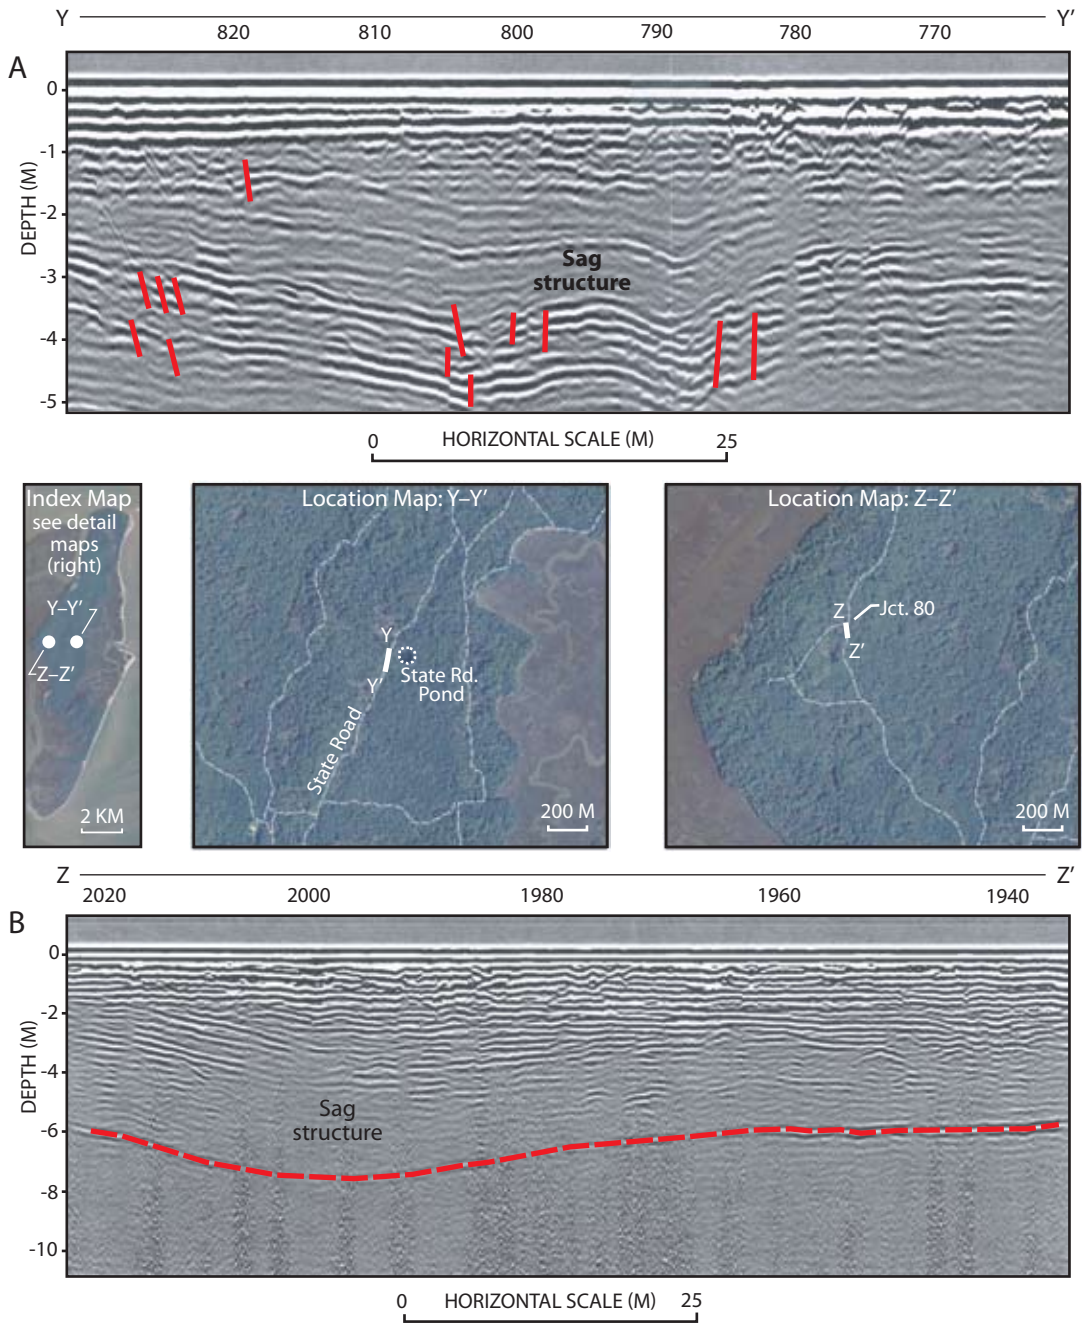 Y Y'
820 810 800 790 780 770
A
0
-1
-2
-3
-4
-5
DEPTH (M)
Sag
structure
0 HORIZONTAL SCALE (M) 25
Index Map
see detail
maps
(right)
Y–Y'
Z–Z'
2 KM
Location Map: Y–Y'
Y
Y'
State Rd.
Pond
State Road
200 M
Location Map: Z–Z'
Z
Jct. 80
Z'
200 M
Z Z'
2020 2000 1980 1960 1940
B
0
-2
-4
-6
-8
-10
DEPTH (M)
Sag
structure
0 HORIZONTAL SCALE (M) 25